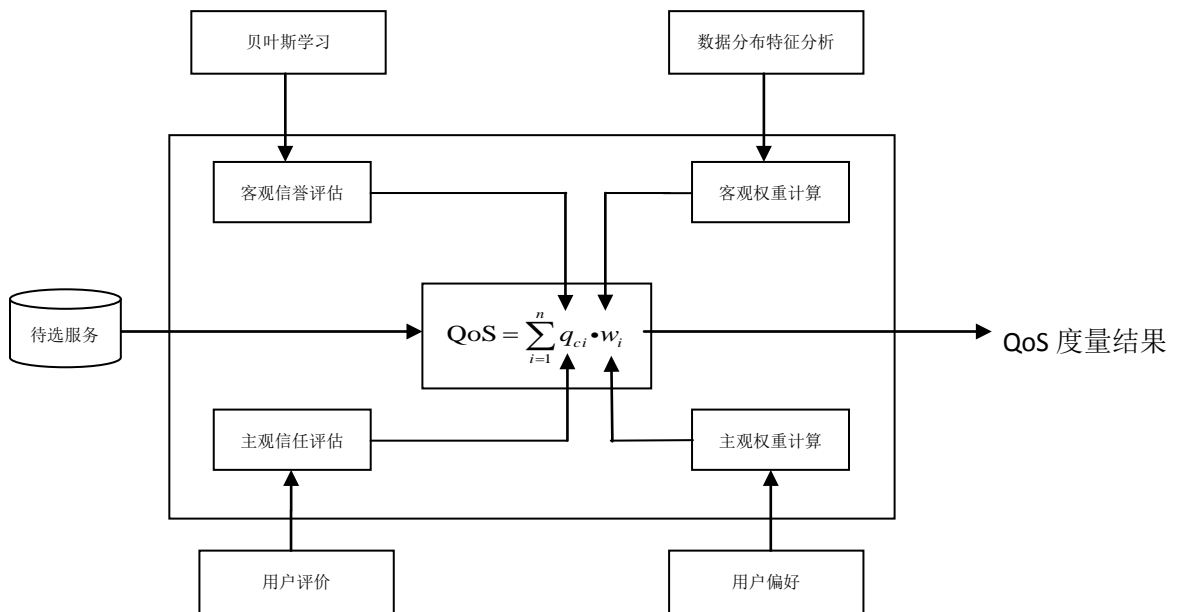 贝叶斯学习
数据分布特征分析
客观信誉评估
客观权重计算
待选服务
QoS = \sum_{i=1}^{n} q_{ci} • w_i
QoS 度量结果
主观信任评估
主观权重计算
用户评价
用户偏好